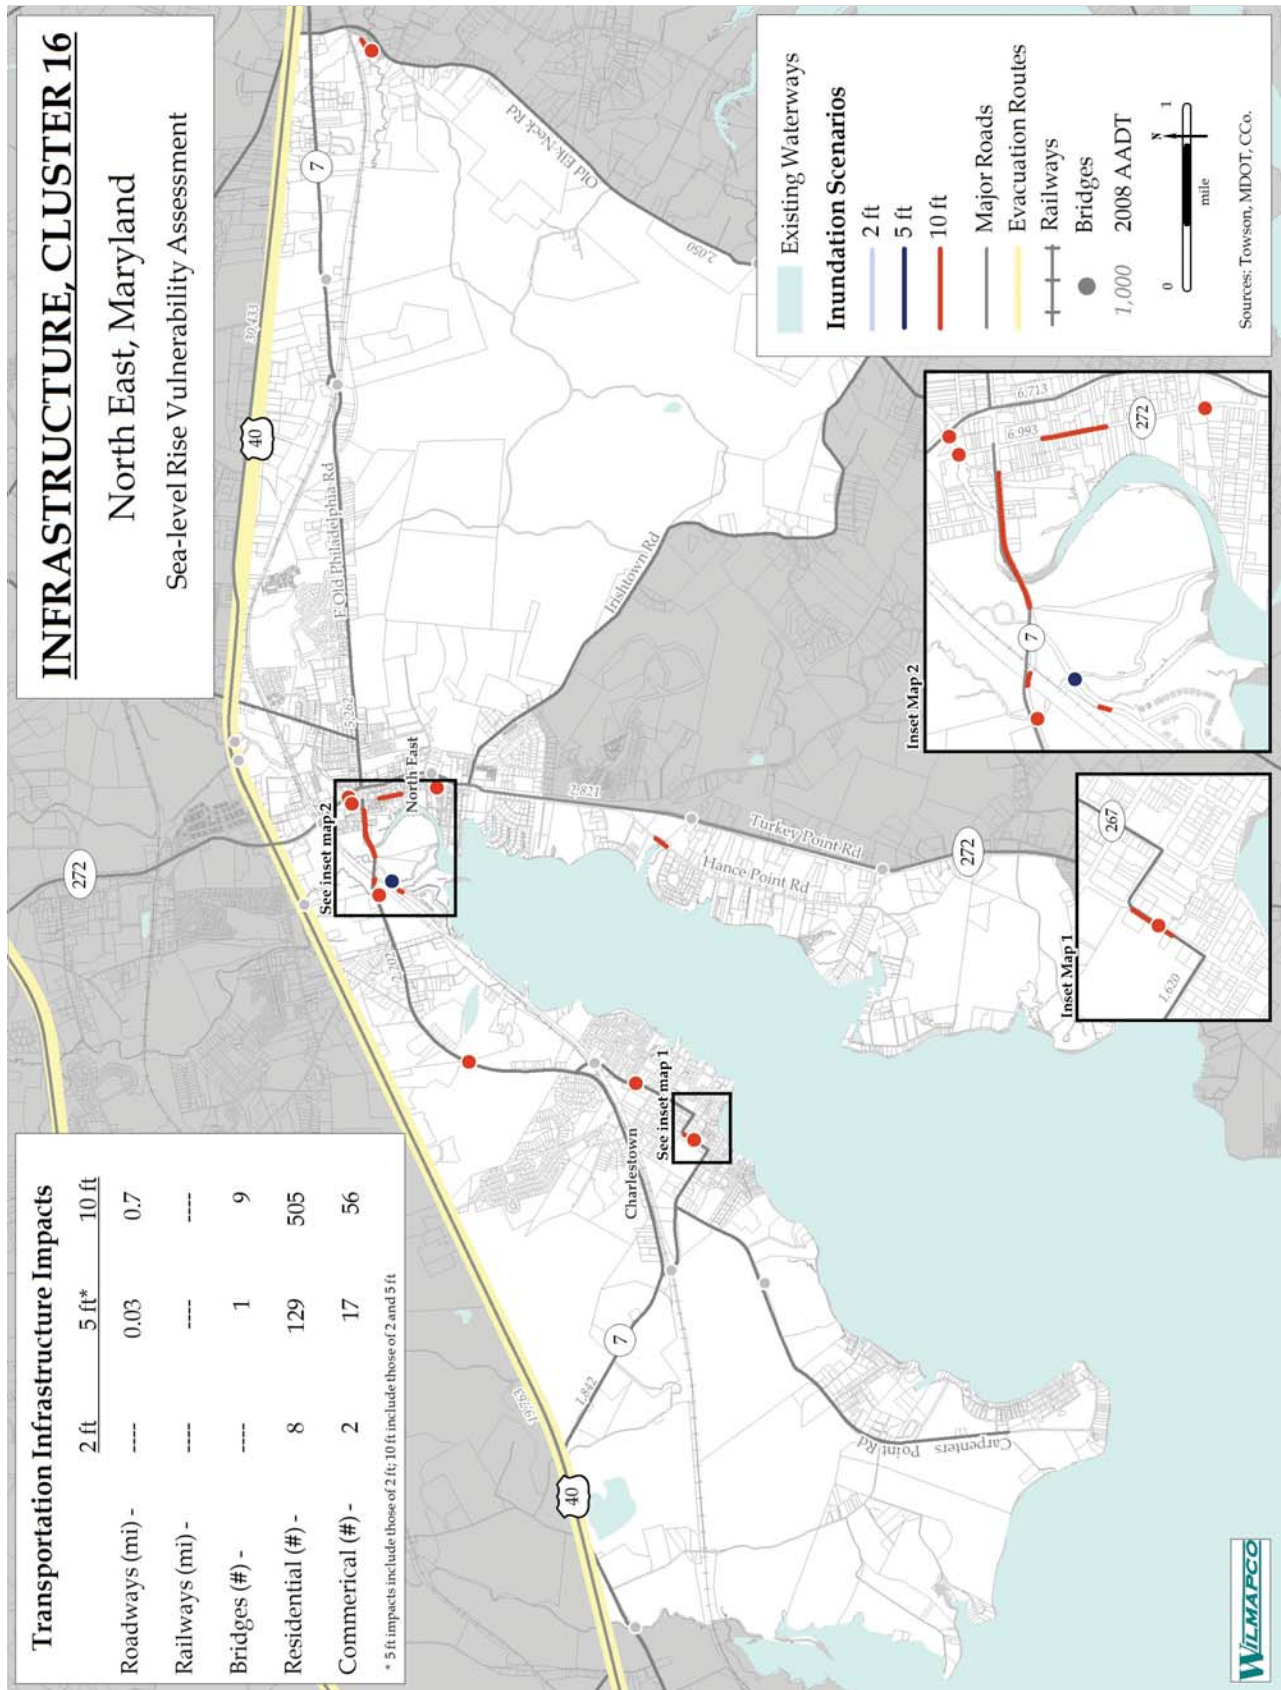 INFRASTRUCTURE, CLUSTER 16
North East, Maryland
Sea-level Rise Vulnerability Assessment
Transportation Infrastructure Impacts
2 ft 5 ft* 10 ft
Roadways (mi) - ---- 0.03 0.7
Railways (mi) - ---- ---- ----
Bridges (#) - ---- 1 9
Residential (#) - 8 129 505
Commerical (#) - 2 17 56
* 5 ft impacts include those of 2 ft; 10 ft include those of 2 and 5 ft
40
30,433
7
E Old Philadelphia Rd
Old Elk Neck Rd
2,050
Irishtown Rd
272
See inset map 2
North East
2,821
Turkey Point Rd
Hance Point Rd
272
2,202
See inset map 1
Charlestown
7
1,842
19,763
40
Carpenters
Point Rd
Inset Map 1
267
1,620
Inset Map 2
6,713
6,993
272
7
Existing Waterways
Inundation Scenarios
2 ft
5 ft
10 ft
Major Roads
Evacuation Routes
Railways
Bridges
1,000 2008 AADT
0 1
N
mile
Sources: Towson, MDOT, CCo.
WILMAPCO